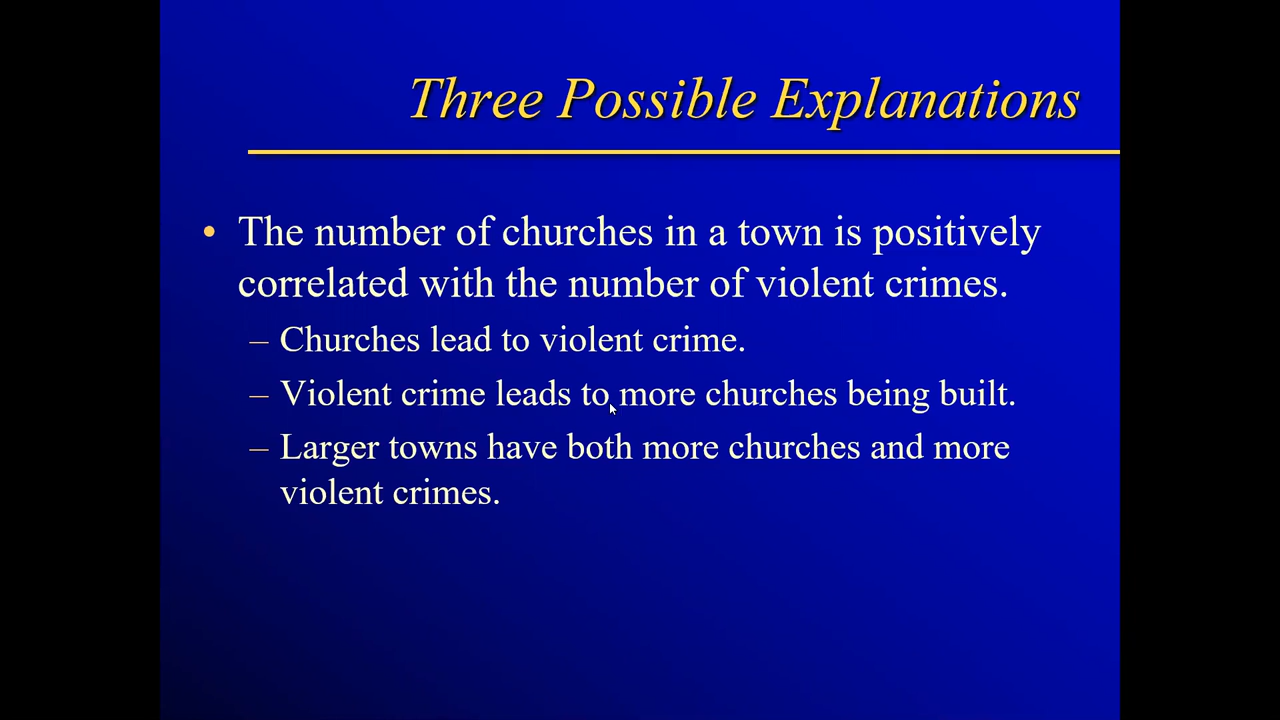 Three Possible Explanations
• The number of churches in a town is positively
correlated with the number of violent crimes.
– Churches lead to violent crime.
– Violent crime leads to more churches being built.
– Larger towns have both more churches and more
violent crimes.